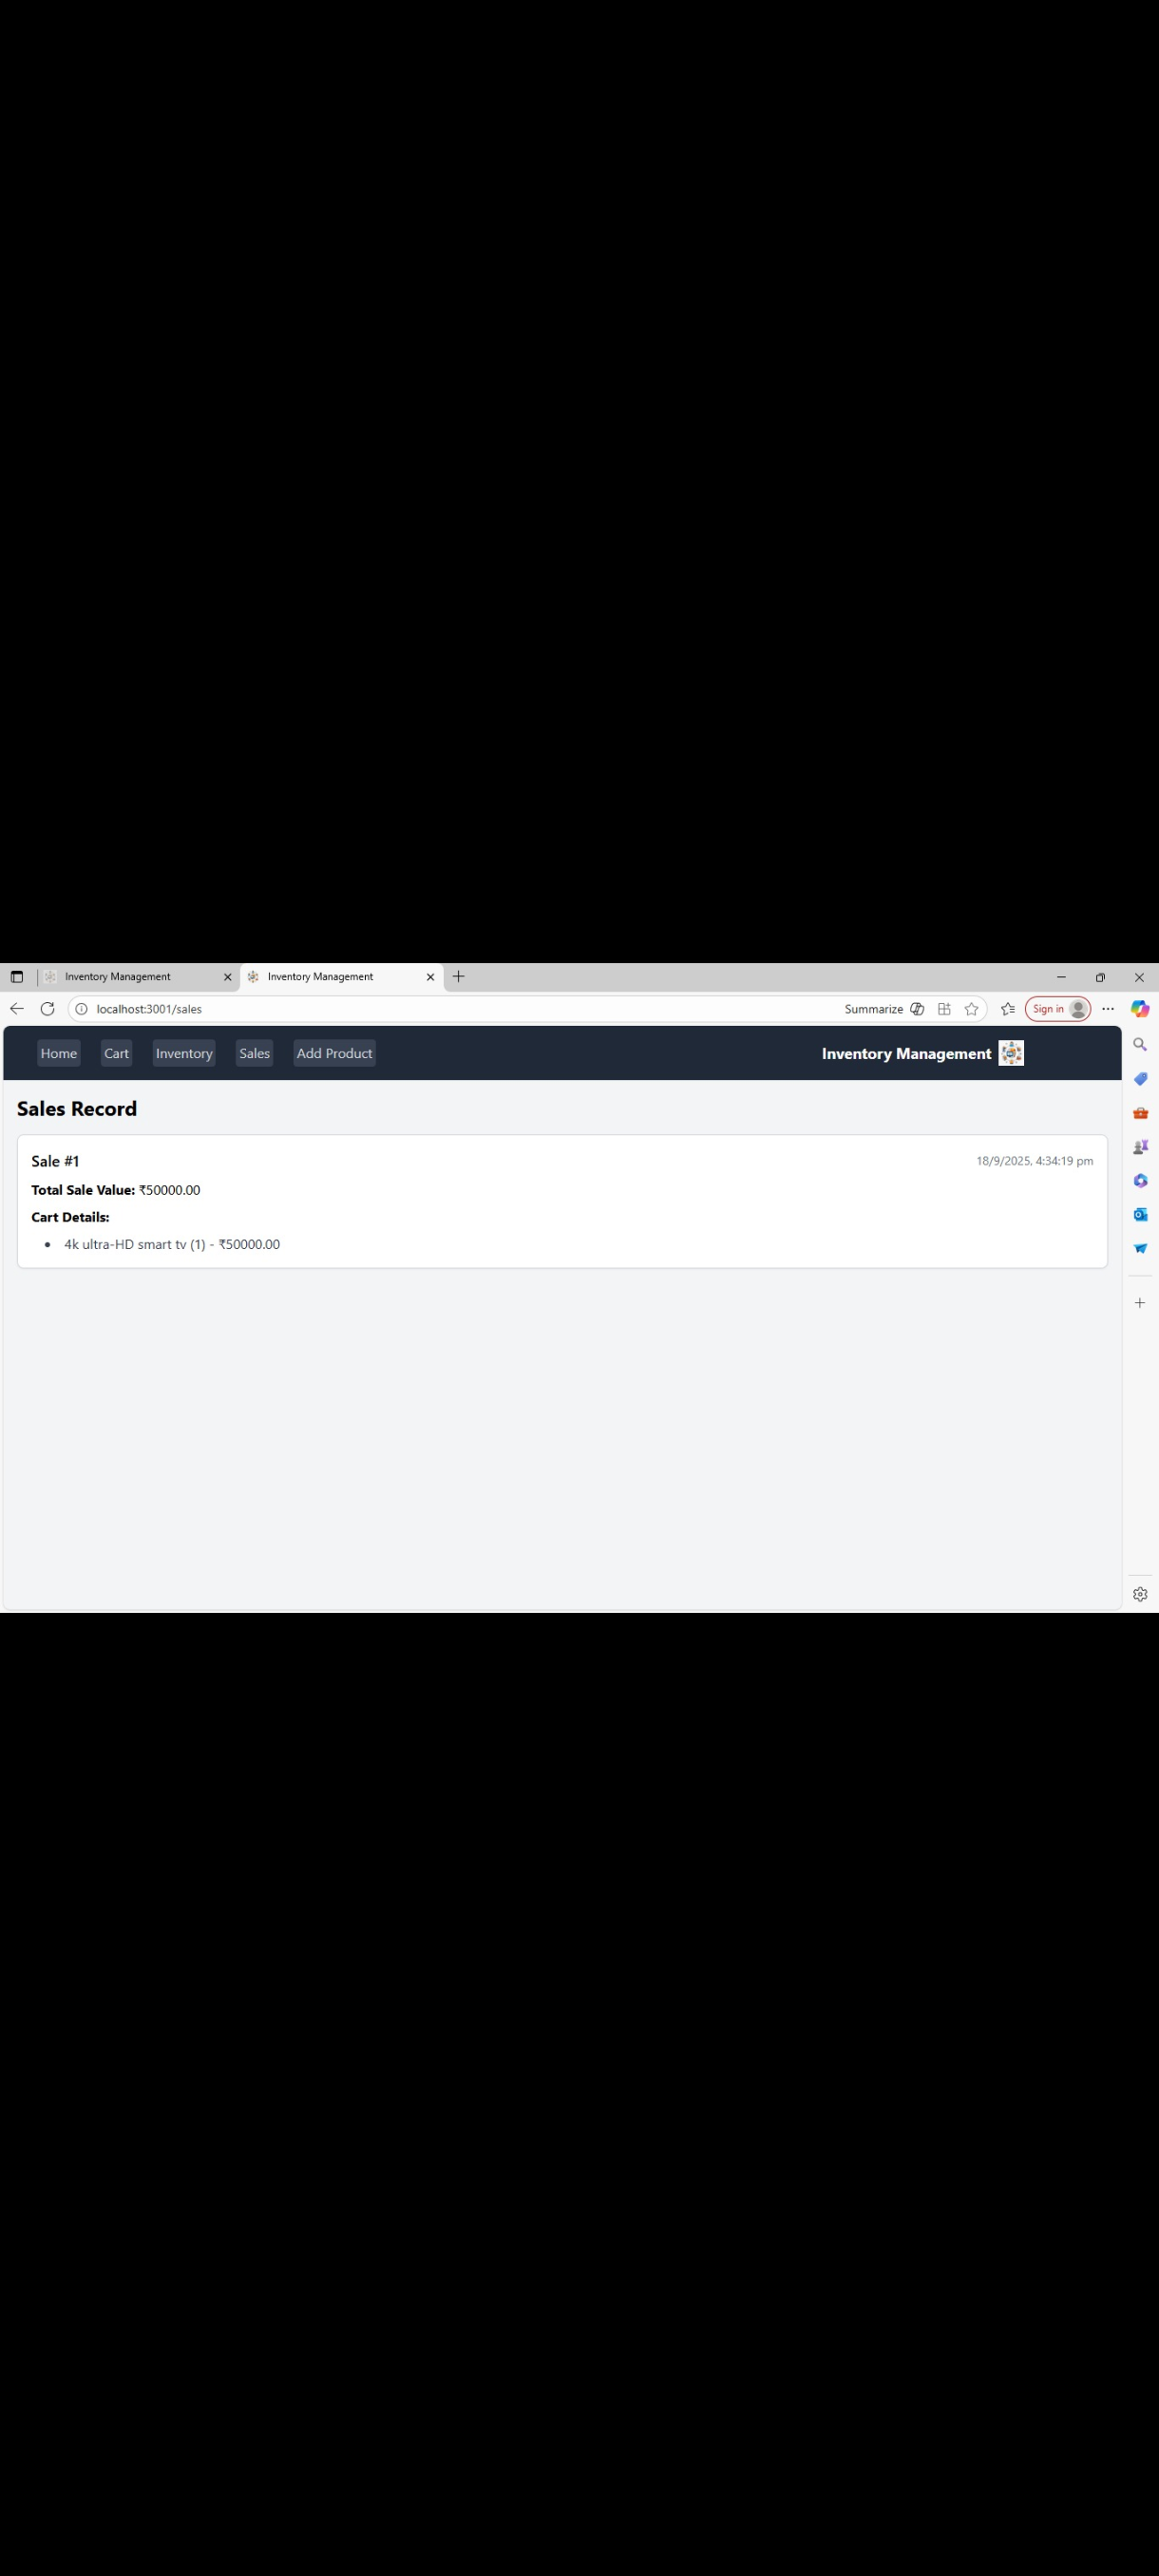 Inventory Management
Inventory Management
localhost:3001/sales
Summarize
Sign in
Home Cart Inventory Sales Add Product
Inventory Management
Sales Record
Sale #1
18/9/2025, 4:34:19 pm
Total Sale Value: ₹50000.00
Cart Details:
• 4k ultra-HD smart tv (1) - ₹50000.00